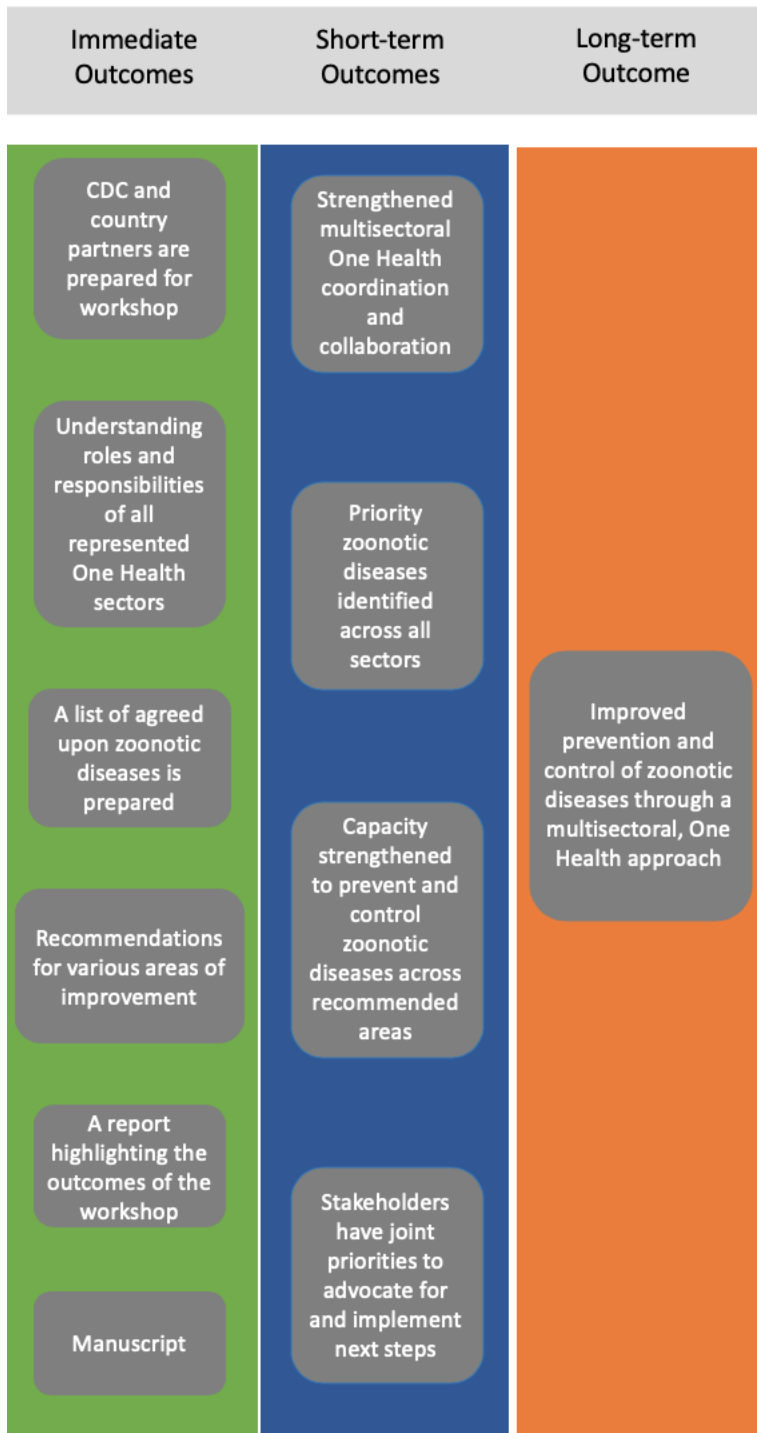 Immediate
Outcomes
Short-term
Outcomes
Long-term
Outcome
CDC and
country
partners are
prepared for
workshop
Understanding
roles and
responsibilities
of all
represented
One Health
sectors
A list of agreed
upon zoonotic
diseases is
prepared
Recommendations
for various areas of
improvement
A report
highlighting the
outcomes of the
workshop
Manuscript
Strengthened
multisectoral
One Health
coordination
and
collaboration
Priority
zoonotic
diseases
identified
across all
sectors
Capacity
strengthened
to prevent and
control
zoonotic
diseases across
recommended
areas
Stakeholders
have joint
priorities to
advocate for
and implement
next steps
Improved
prevention and
control of zoonotic
diseases through a
multisectoral, One
Health approach